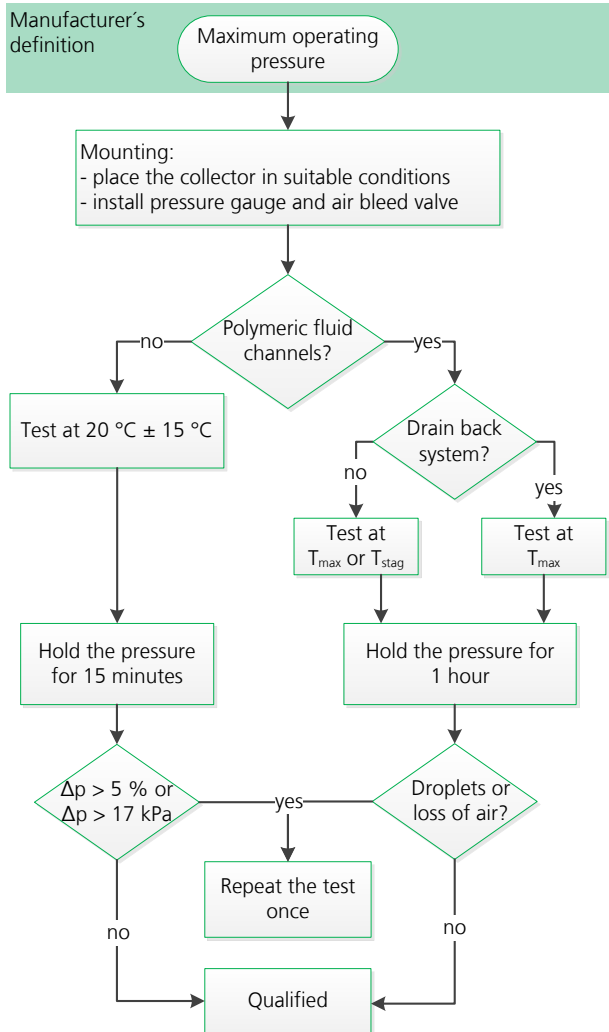 Manufacturer´s
definition
Maximum operating
pressure
Mounting:
- place the collector in suitable conditions
- install pressure gauge and air bleed valve
Polymeric fluid
channels?
no
yes
Test at 20 °C ± 15 °C
Drain back
system?
no
yes
Test at
Tmax or Tstag
Test at
Tmax
Hold the pressure
for 15 minutes
Hold the pressure for
1 hour
Δp > 5 % or
Δp > 17 kPa
yes
Droplets or
loss of air?
Repeat the test
once
no
no
Qualified